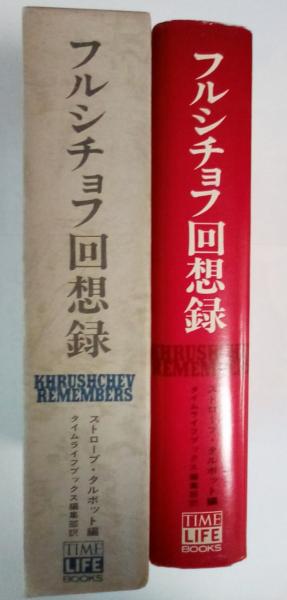 フルシチョフ回想録
KHRUSHCHEV
REMEMBERS
ストローブ・タルボット編
タイムライフブックス編集部訳
TIME
LIFE
BOOKS
フルシチョフ回想録
KHRUSHCHEV
REMEMBERS
ストローブ・タルボット編
タイムライフブックス編集部訳
TIME
LIFE
BOOKS